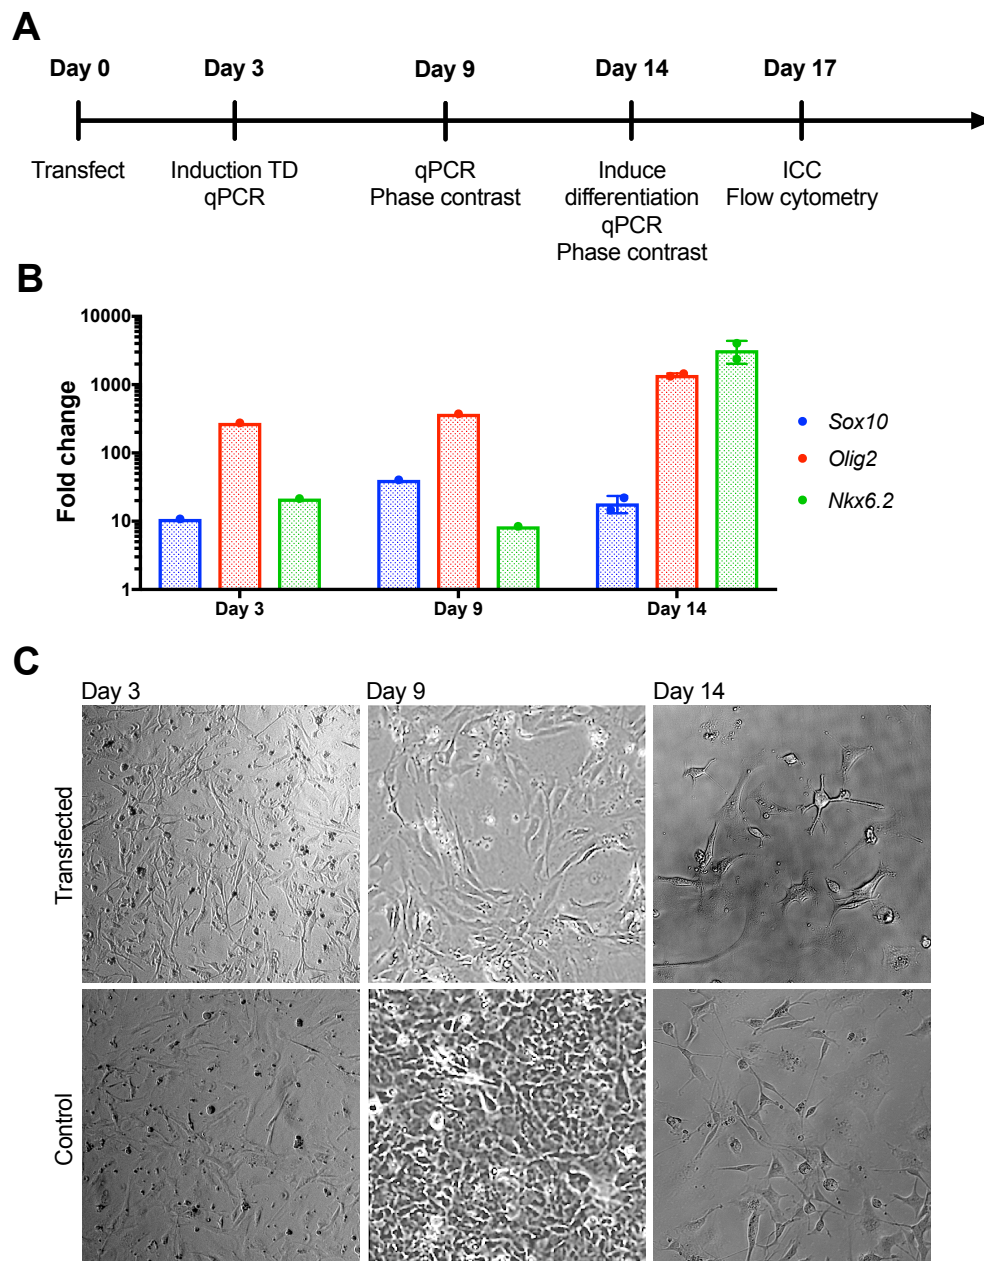 A
Day 0 Day 3 Day 9 Day 14 Day 17
Transfect Induction TD qPCR Induce ICC
qPCR Phase contrast differentiation Flow cytometry
qPCR
Phase contrast
B
10000
1000
100
10
1
Fold change
Day 3 Day 9 Day 14
Sox10
Olig2
Nkx6.2
C
Day 3 Day 9 Day 14
Transfected
Control